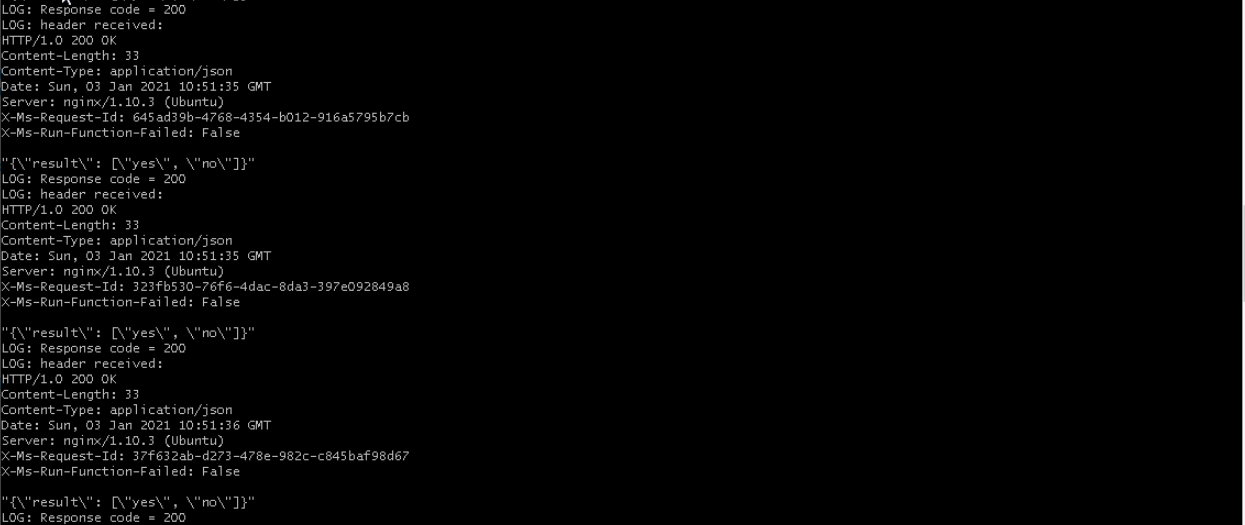 LOG: Response code = 200
LOG: header received:
HTTP/1.0 200 OK
Content-Length: 33
Content-Type: application/json
Date: Sun, 03 Jan 2021 10:51:35 GMT
Server: nginx/1.10.3 (Ubuntu)
X-Ms-Request-Id: 645ad39b-4768-4354-b012-916a5795b7cb
X-Ms-Run-Function-Failed: False
"{\"result\": [\"yes\", \"no\"]}"
LOG: Response code = 200
LOG: header received:
HTTP/1.0 200 OK
Content-Length: 33
Content-Type: application/json
Date: Sun, 03 Jan 2021 10:51:35 GMT
Server: nginx/1.10.3 (Ubuntu)
X-Ms-Request-Id: 323fb530-76f6-4dac-8da3-397e092849a8
X-Ms-Run-Function-Failed: False
"{\"result\": [\"yes\", \"no\"]}"
LOG: Response code = 200
LOG: header received:
HTTP/1.0 200 OK
Content-Length: 33
Content-Type: application/json
Date: Sun, 03 Jan 2021 10:51:36 GMT
Server: nginx/1.10.3 (Ubuntu)
X-Ms-Request-Id: 37f632ab-d273-478e-982c-c845baf98d67
X-Ms-Run-Function-Failed: False
"{\"result\": [\"yes\", \"no\"]}"
LOG: Response code = 200